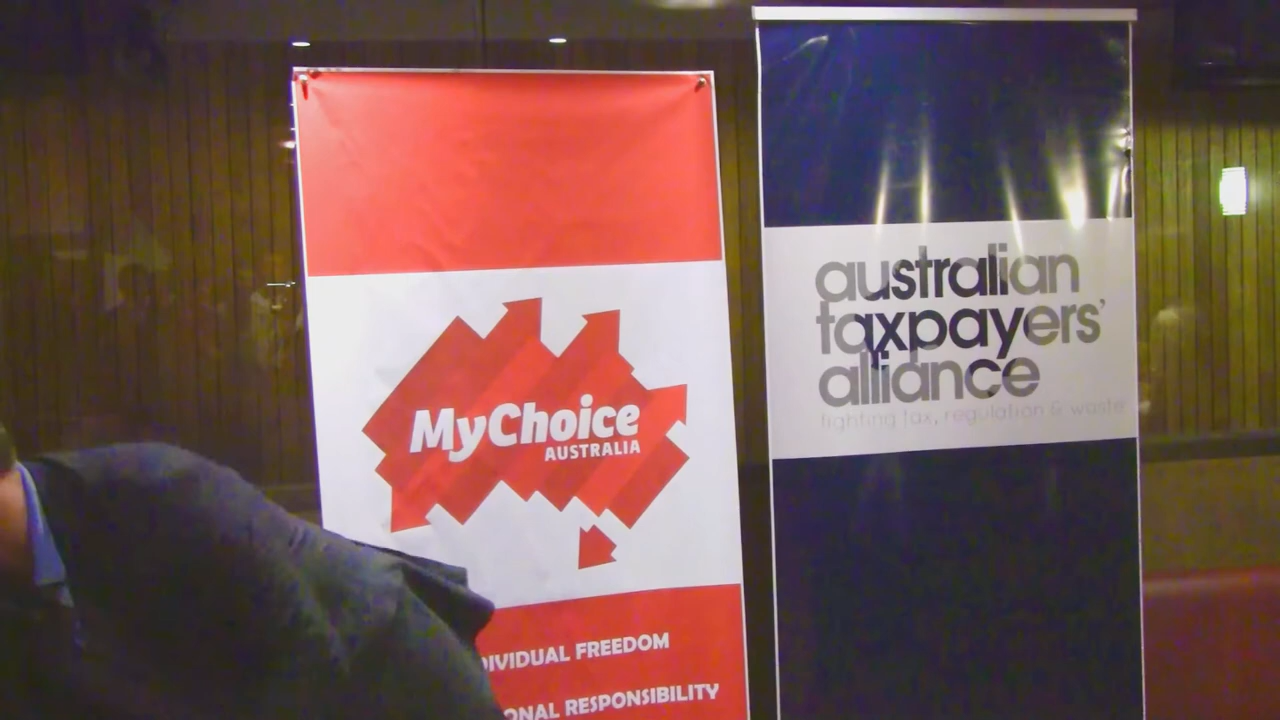 MyChoice
AUSTRALIA
DIVIDUAL FREEDOM
ONAL RESPONSIBILITY
australian
taxpayers'
alliance
fighting tax, regulation & waste